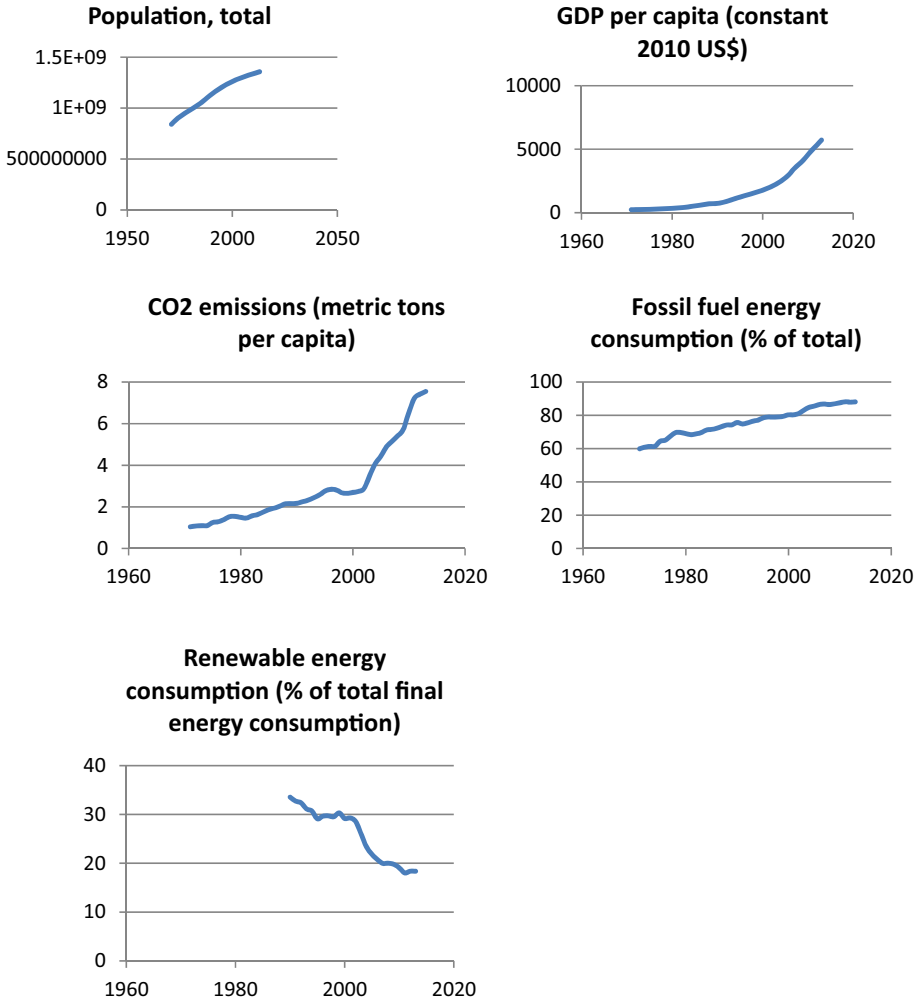 Population, total
1.5E+09
1E+09
500000000
0
1950 2000 2050
GDP per capita (constant
2010 US$)
10000
5000
0
1960 1980 2000 2020
CO2 emissions (metric tons
per capita)
8
6
4
2
0
1960 1980 2000 2020
Fossil fuel energy
consumption (% of total)
100
80
60
40
20
0
1960 1980 2000 2020
Renewable energy
consumption (% of total final
energy consumption)
40
30
20
10
0
1960 1980 2000 2020